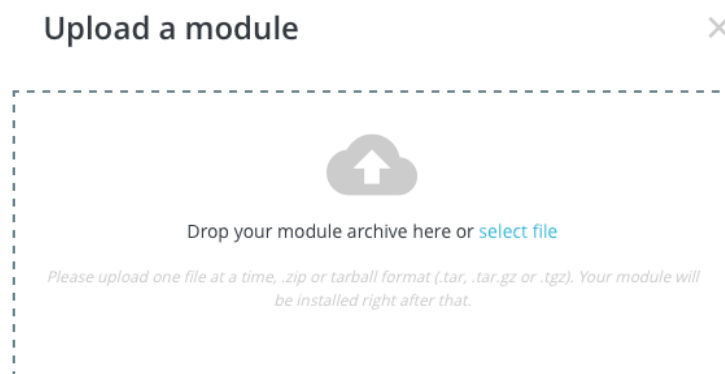 Upload a module
Drop your module archive here or select file
Please upload one file at a time, .zip or tarball format (.tar, .tar.gz or .tgz). Your module will
be installed right after that.